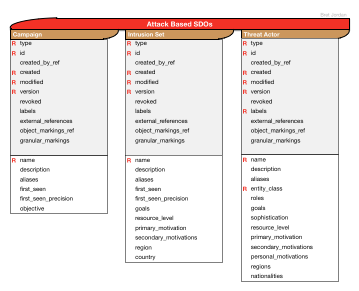 Bret Jordan
Attack Based SDOs
Campaign
R type
R id
created_by_ref
R created
R modified
R version
revoked
labels
external_references
object_markings_ref
granular_markings
R name
description
aliases
first_seen
first_seen_precision
objective
Intrusion Set
R type
R id
created_by_ref
R created
R modified
R version
revoked
labels
external_references
object_markings_ref
granular_markings
R name
description
aliases
first_seen
first_seen_precision
goals
resource_level
primary_motivation
secondary_motivations
region
country
Threat Actor
R type
R id
created_by_ref
R created
R modified
R version
revoked
R labels
external_references
object_markings_ref
granular_markings
R name
description
aliases
R entity_class
roles
goals
sophistication
resource_level
primary_motivation
secondary_motivations
personal_motivations
regions
nationalities